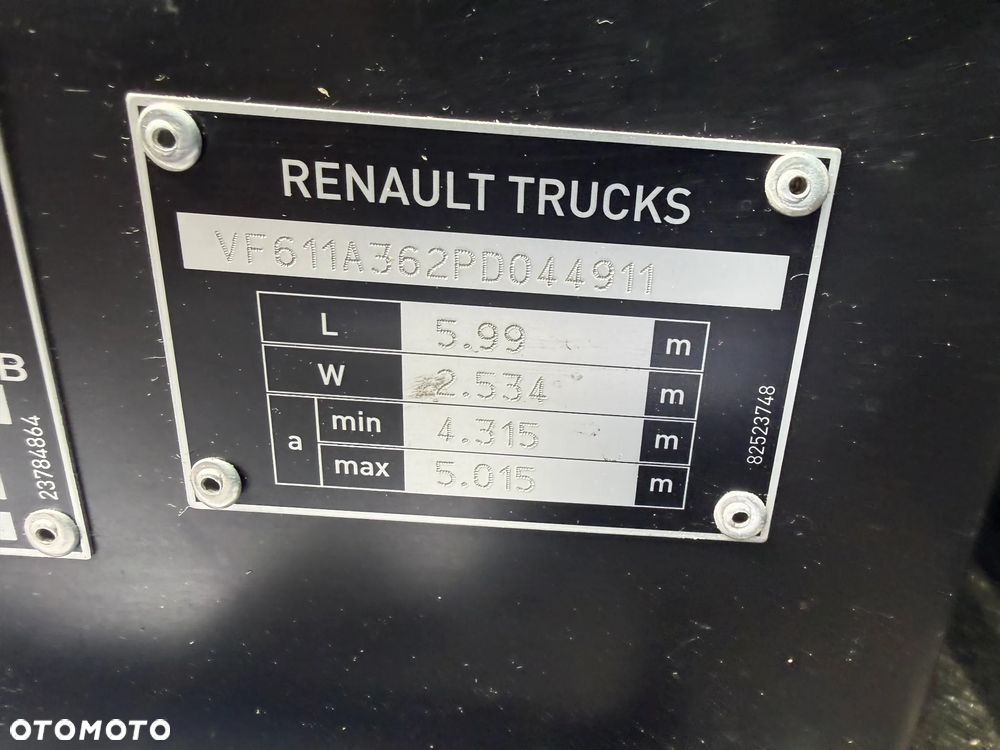 RENAULT TRUCKS
VF611A362PD044911
L 5.99 m
W 2.534 m
a min 4.315 m
max 5.015 m
82523748
B
23784864
OTOMOTO